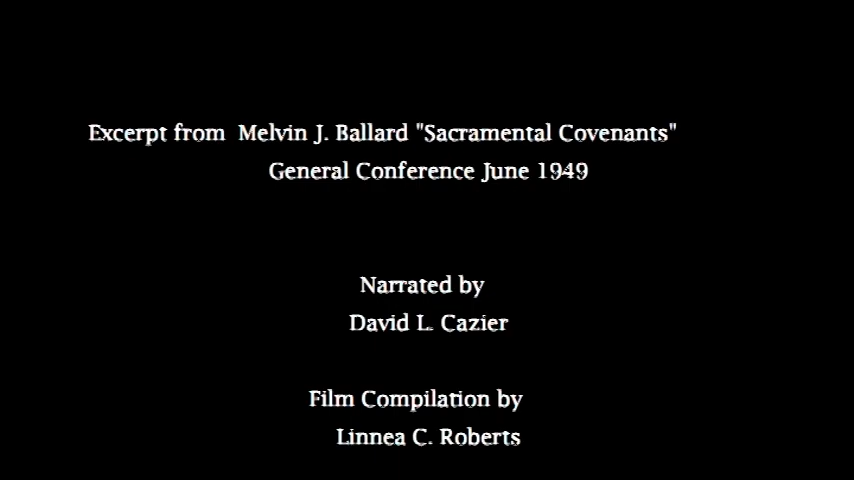 Excerpt from Melvin J. Ballard "Sacramental Covenants"
General Conference June 1949
Narrated by
David L. Cazier
Film Compilation by
Linnea C. Roberts